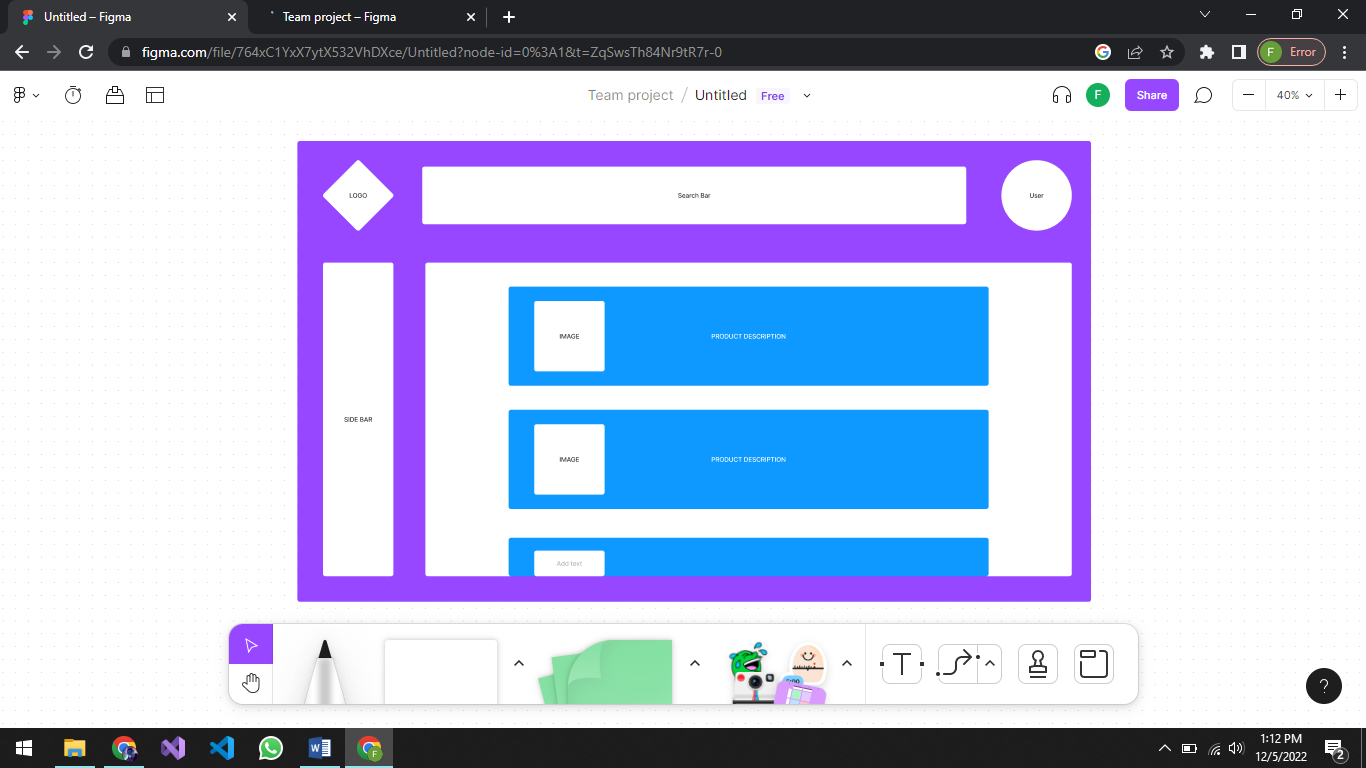 Untitled – Figma
Team project – Figma
figma.com/file/764xC1YxX7ytX532VhDXce/Untitled?node-id=0%3A1&t=ZqSwsTh84Nr9tR7r-0
F Error
Team project / Untitled Free
F
Share
40%
LOGO
Search Bar
User
SIDE BAR
IMAGE
PRODUCT DESCRIPTION
IMAGE
PRODUCT DESCRIPTION
Add text
T
?
1:12 PM
12/5/2022
2